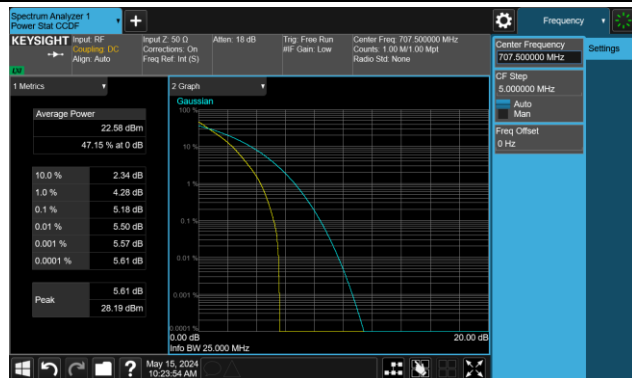 Spectrum Analyzer 1
Power Stat CCDF
Frequency
KEYSIGHT
Input: RF
Coupling: DC
Align: Auto
Input Z: 50 Ω
Corrections: On
Freq Ref: Int (S)
Atten: 18 dB
Trig: Free Run
#IF Gain: Low
Center Freq: 707.500000 MHz
Counts: 1.00 M/1.00 Mpt
Radio Std: None
LW
Center Frequency
707.500000 MHz
Settings
CF Step
5.000000 MHz
Auto
Man
Freq Offset
0 Hz
1 Metrics
Average Power
22.58 dBm
47.15 % at 0 dB
10.0 % 2.34 dB
1.0 % 4.28 dB
0.1 % 5.18 dB
0.01 % 5.50 dB
0.001 % 5.57 dB
0.0001 % 5.61 dB
Peak
5.61 dB
28.19 dBm
2 Graph
Gaussian
100 %
10 %
1 %
0.1 %
0.01 %
0.001 %
0.0001 %
0.00 dB 20.00 dB
Info BW 25.000 MHz
May 15, 2024
10:23:54 AM